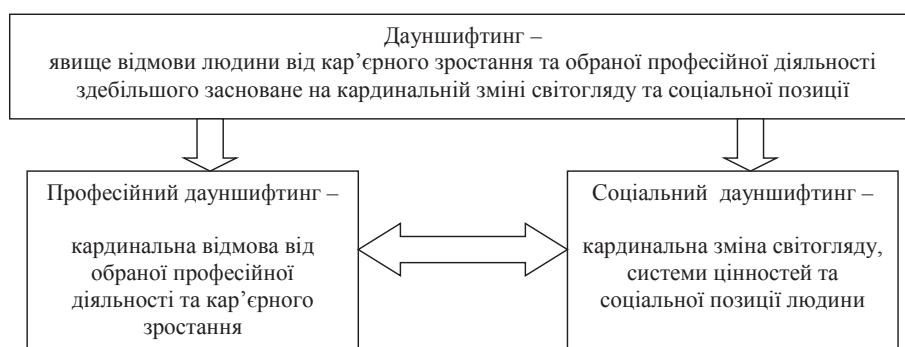 Дауншифтинг –
явище відмови людини від кар’єрного зростання та обраної професійної діяльності
здебільшого засноване на кардинальній зміні світогляду та соціальної позиції
Професійний дауншифтинг –
кардинальна відмова від
обраної професійної
діяльності та кар’єрного
зростання
Соціальний дауншифтинг –
кардинальна зміна світогляду,
системи цінностей та
соціальної позиції людини